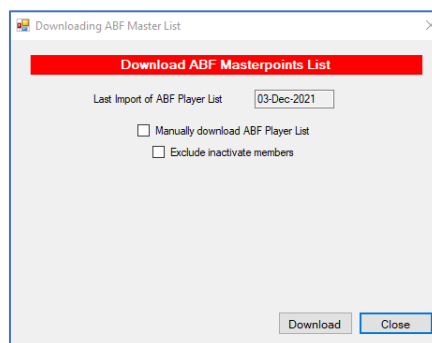 Downloading ABF Master List
Download ABF Masterpoints List
Last Import of ABF Player List 03-Dec-2021
Manually download ABF Player List
Exclude inactivate members
Download Close